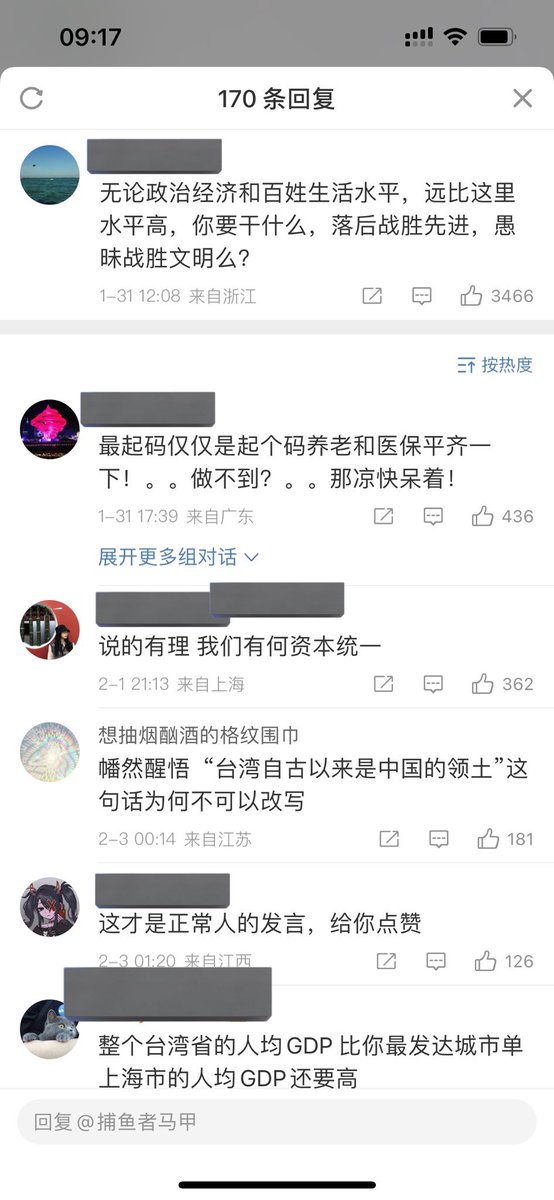 09:17
170 条回复
无论政治经济和百姓生活水平，远比这里
水平高，你要干什么，落后战胜先进，愚
昧战胜文明么？
1-31 12:08 来自浙江
3466
按热度
最起码仅仅是起个码养老和医保平齐一
下！。。做不到？。。那凉快呆着！
1-31 17:39 来自广东
436
展开更多组对话
说的有理 我们有何资本统一
2-1 21:13 来自上海
362
想抽烟酗酒的格纹围巾
幡然醒悟“台湾自古以来是中国的领土”这
句话为何不可以改写
2-3 00:14 来自江苏
181
这才是正常人的发言，给你点赞
2-3 01:20 来自江西
126
整个台湾省的人均GDP 比你最发达城市单
上海市的人均GDP还要高
回复@捕鱼者马甲